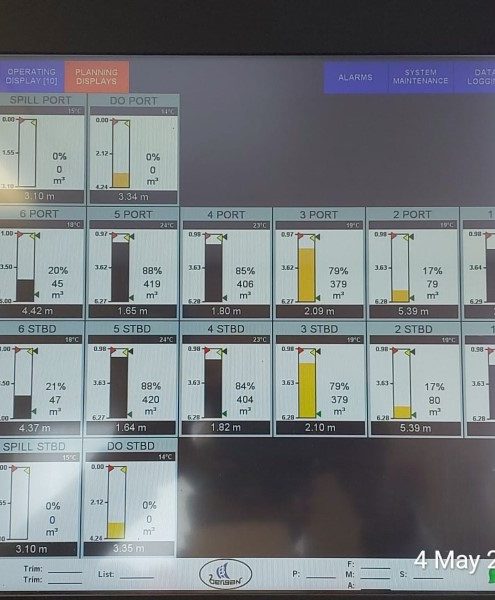 OPERATING
DISPLAY [10]
PLANNING
DISPLAYS
ALARMS
SYSTEM
MAINTENANCE
DATA
SPILL PORT
15°C
0.00
1.55
3.10
0%
0
m³
3.10 m
DO PORT
14°C
0.00
2.12
4.24
0%
0
m³
3.34 m
6 PORT
18°C
1.00
3.50
20%
45
m³
4.42 m
5 PORT
24°C
0.97
3.62
6.27
88%
419
m³
1.65 m
4 PORT
23°C
0.98
3.63
6.28
85%
406
m³
1.80 m
3 PORT
19°C
0.97
3.62
6.27
79%
379
m³
2.09 m
2 PORT
19°C
0.98
3.63
6.28
17%
79
m³
5.39 m
6 STBD
18°C
1.00
3.50
6.00
21%
47
m³
4.37 m
5 STBD
24°C
0.98
3.63
6.28
88%
420
m³
1.64 m
4 STBD
23°C
0.98
3.63
6.28
84%
404
m³
1.82 m
3 STBD
19°C
0.98
3.63
6.28
79%
379
m³
2.10 m
2 STBD
19°C
0.98
3.63
6.28
17%
80
m³
5.39 m
SPILL STBD
15°C
0%
0
m³
3.10 m
DO STBD
14°C
0.00
2.12
4.24
0%
0
m³
3.35 m
Trim:
Trim:
List:
P:
F:
M:
A:
S:
4 May 2